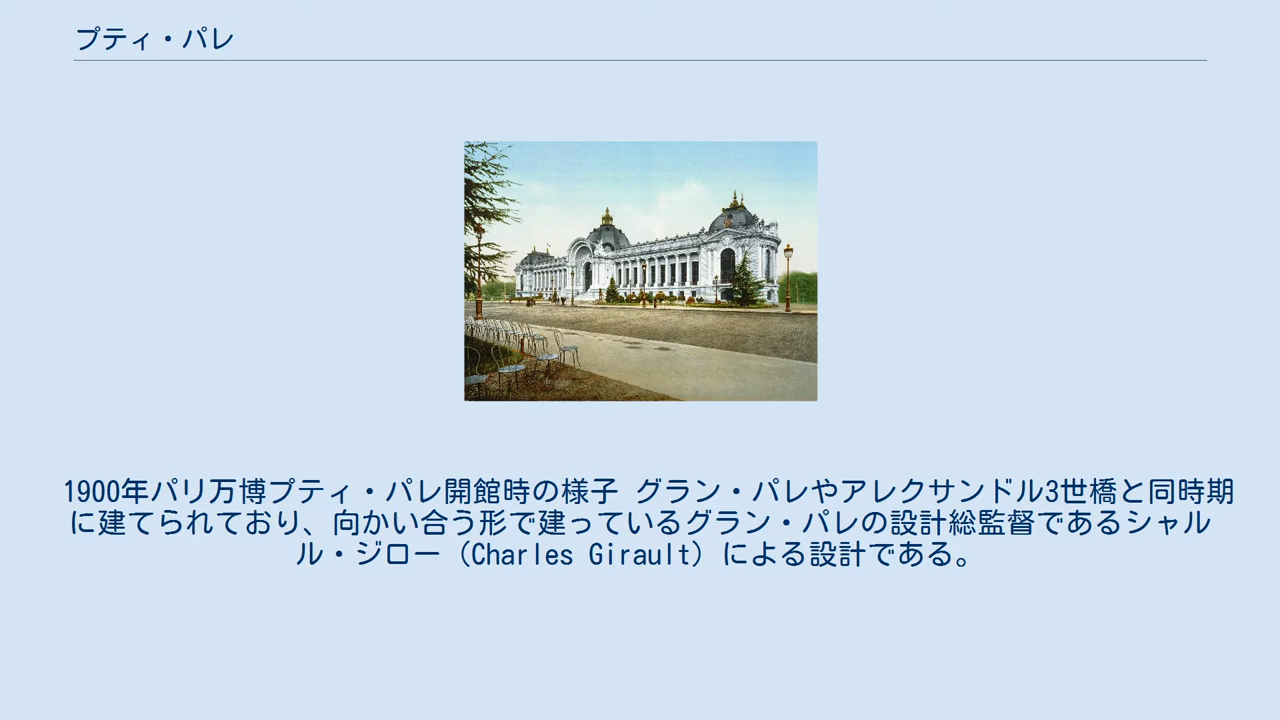 プティ・パレ
1900年パリ万博プティ・パレ開館時の様子 グラン・パレやアレクサンドル3世橋と同時期
に建てられており、向かい合う形で建っているグラン・パレの設計総監督であるシャル
ル・ジロー（Charles Girault）による設計である。